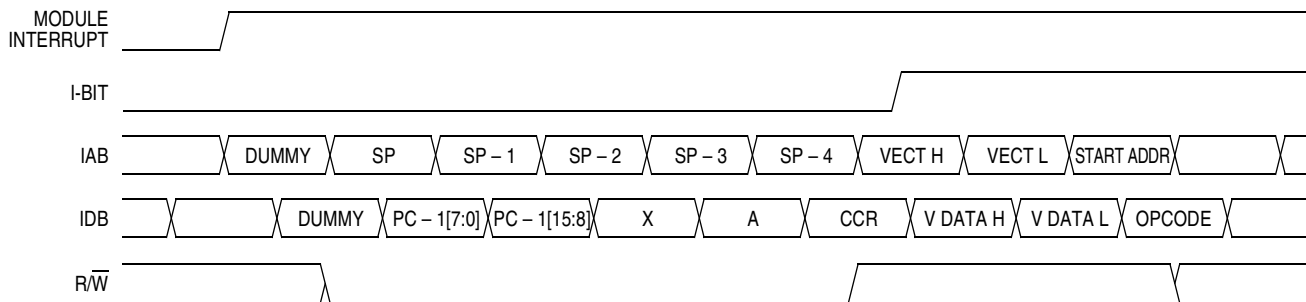 MODULE
INTERRUPT
I-BIT
IAB DUMMY SP SP – 1 SP – 2 SP – 3 SP – 4 VECT H VECT L START ADDR
IDB DUMMY PC – 1[7:0] PC – 1[15:8] X A CCR V DATA H V DATA L OPCODE
R/W̅